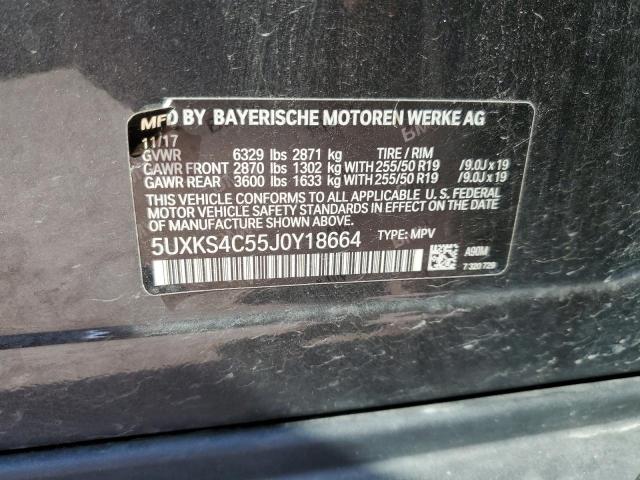 MFD BY BAYERISCHE MOTOREN WERKE AG
11/17
GVWR 6329 lbs 2871 kg TIRE / RIM
GAWR FRONT 2870 lbs 1302 kg WITH 255/50 R19 /9.0J x 19
GAWR REAR 3600 lbs 1633 kg WITH 255/50 R19 /9.0J x 19
THIS VEHICLE CONFORMS TO ALL APPLICABLE U. S. FEDERAL
MOTOR VEHICLE SAFETY STANDARDS IN EFFECT ON THE DATE
OF MANUFACTURE SHOWN ABOVE.
5UXKS4C55J0Y18664 TYPE: MPV
A90M
7 320 729